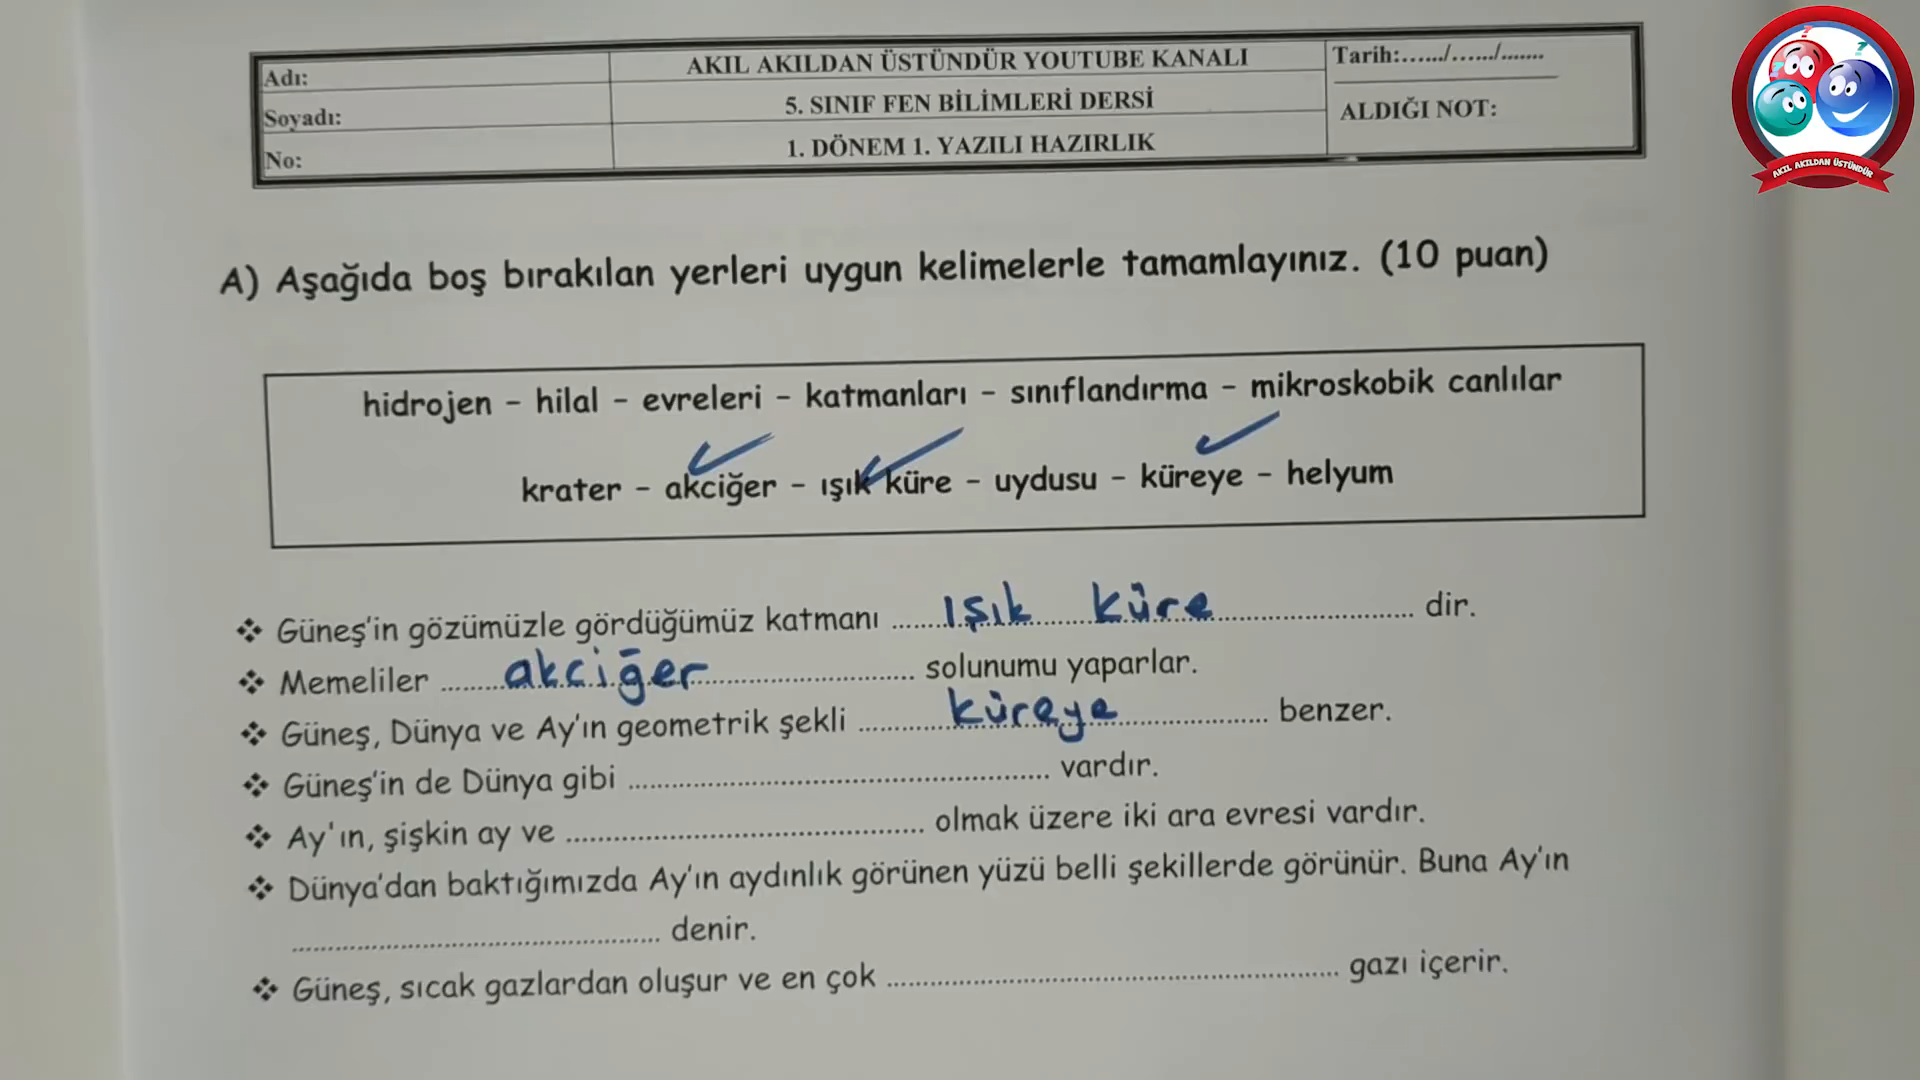 Adı:
Soyadı:
No:
AKIL AKILDAN ÜSTÜNDÜR YOUTUBE KANALI
5. SINIF FEN BİLİMLERİ DERSİ
1. DÖNEM 1. YAZILI HAZIRLIK
Tarih:....../....../.......
ALDIĞI NOT:
AKIL AKILDAN ÜSTÜNDÜR
A) Aşağıda boş bırakılan yerleri uygun kelimelerle tamamlayınız. (10 puan)
hidrojen - hilal - evreleri - katmanları - sınıflandırma - mikroskobik canlılar
krater - akciğer - ışık küre - uydusu - küreye - helyum
❖ Güneş'in gözümüzle gördüğümüz katmanı ..... Işık küre ..... dir.
❖ Memeliler ..... akciğer ..... solunumu yaparlar.
❖ Güneş, Dünya ve Ay'ın geometrik şekli ..... küreye ..... benzer.
❖ Güneş'in de Dünya gibi ..... vardır.
❖ Ay'ın, şişkin ay ve ..... olmak üzere iki ara evresi vardır.
❖ Dünya'dan baktığımızda Ay'ın aydınlık görünen yüzü belli şekillerde görünür. Buna Ay'ın
..... denir.
❖ Güneş, sıcak gazlardan oluşur ve en çok ..... gazı içerir.